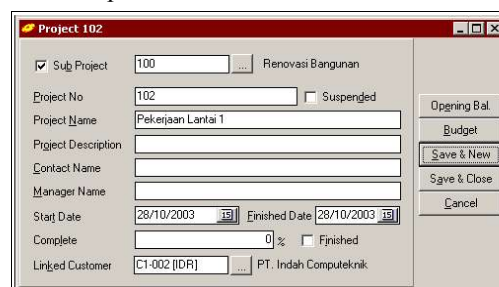 Project 102
Sub Project 100 ... Renovasi Bangunan
Project No 102 Suspended
Project Name Pekerjaan Lantai 1
Project Description
Contact Name
Manager Name
Start Date 28/10/2003 15 Finished Date 28/10/2003 15
Complete 0 % Finished
Linked Customer C1-002 [IDR] ... PT. Indah Computeknik
Opening Bal.
Budget
Save & New
Save & Close
Cancel